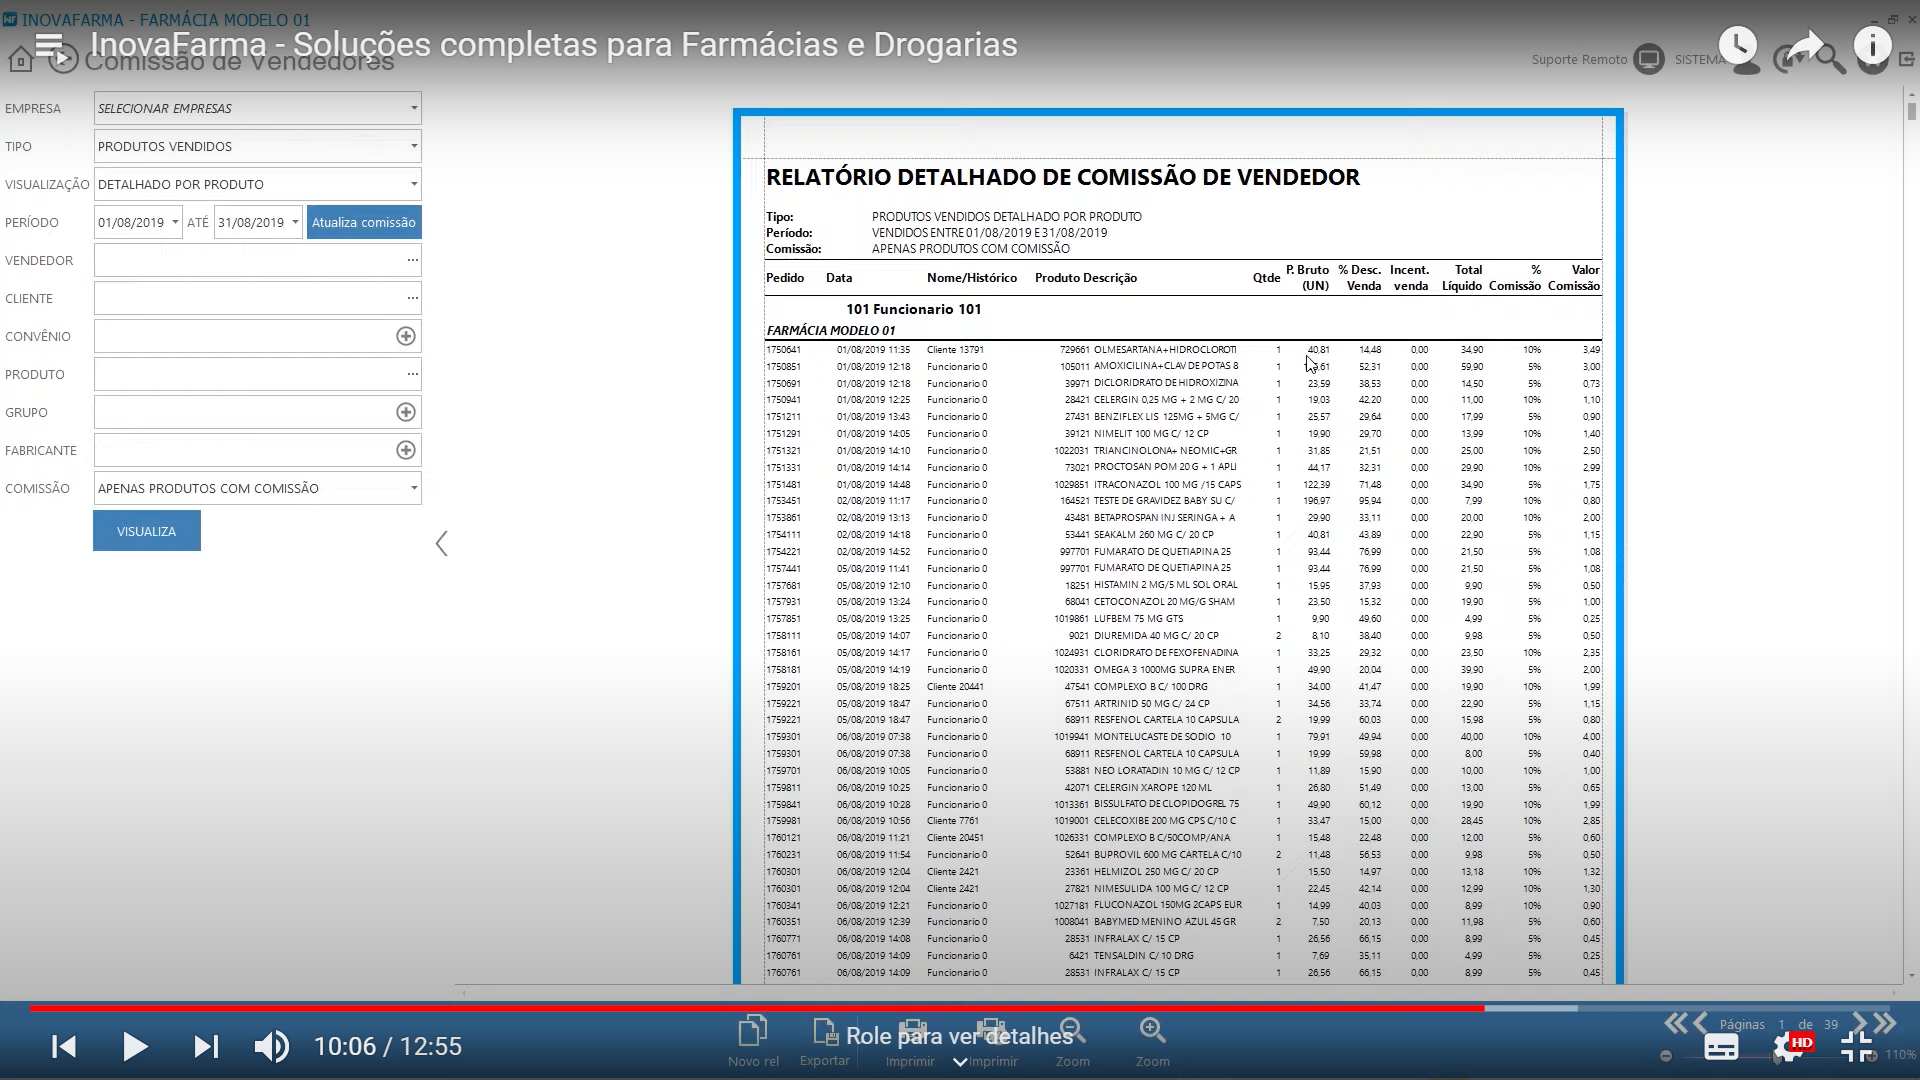 INOVAFARMA - FARMÁCIA MODELO 01
InovaFarma - Soluções completas para Farmácias e Drogarias
Comissão de Vendedores
Suporte Remoto
SISTEMA
EMPRESA SELECIONAR EMPRESAS
TIPO PRODUTOS VENDIDOS
VISUALIZAÇÃO DETALHADO POR PRODUTO
PERÍODO 01/08/2019 ATÉ 31/08/2019 Atualiza comissão
VENDEDOR ...
CLIENTE ...
CONVÊNIO
PRODUTO ...
GRUPO
FABRICANTE
COMISSÃO APENAS PRODUTOS COM COMISSÃO
VISUALIZA
RELATÓRIO DETALHADO DE COMISSÃO DE VENDEDOR
Tipo: PRODUTOS VENDIDOS DETALHADO POR PRODUTO
Período: VENDIDOS ENTRE 01/08/2019 E 31/08/2019
Comissão: APENAS PRODUTOS COM COMISSÃO
Pedido Data Nome/Histórico Produto Descrição Qtde P. Bruto (UN) % Desc. Venda Incent. venda Total Líquido % Comissão Valor Comissão
101 Funcionario 101
FARMÁCIA MODELO 01
1750641 01/08/2019 11:35 Cliente 13791 729661 OLMESARTANA+HIDROCLOROTI 1 40,81 14,48 0,00 34,90 10% 3,49
1750851 01/08/2019 12:18 Funcionario 0 105011 AMOXICILINA+CLAV DE POTAS 8 1 52,31 0,00 59,90 5% 3,00
1750691 01/08/2019 12:18 Funcionario 0 39971 DICLORIDRATO DE HIDROXIZINA 1 23,59 38,53 0,00 14,50 5% 0,73
1750941 01/08/2019 12:25 Funcionario 0 28421 CELERGIN 0,25 MG + 2 MG C/ 20 1 19,03 42,20 0,00 11,00 10% 1,10
1751211 01/08/2019 13:43 Funcionario 0 27431 BENZIFLEX LIS 125MG + 5MG C/ 1 25,57 29,64 0,00 17,99 5% 0,90
1751291 01/08/2019 14:05 Funcionario 0 39121 NIMELIT 100 MG C/ 12 CP 1 19,90 29,70 0,00 13,99 10% 1,40
1751321 01/08/2019 14:10 Funcionario 0 1022031 TRIANCINOLONA+ NEOMIC+GR 1 31,85 21,51 0,00 25,00 10% 2,50
1751331 01/08/2019 14:14 Funcionario 0 73021 PROCTOSAN POM 20 G + 1 APLI 1 44,17 32,31 0,00 29,90 10% 2,99
1751481 01/08/2019 14:48 Funcionario 0 1029851 ITRACONAZOL 100 MG /15 CAPS 1 122,39 71,48 0,00 34,90 5% 1,75
1753451 02/08/2019 11:17 Funcionario 0 164521 TESTE DE GRAVIDEZ BABY SU C/ 1 196,97 95,94 0,00 7,99 10% 0,80
1753861 02/08/2019 13:13 Funcionario 0 43481 BETAPROSPAN INJ SERINGA + A 1 29,90 33,11 0,00 20,00 10% 2,00
1754111 02/08/2019 14:18 Funcionario 0 53441 SEAKALM 260 MG C/ 20 CP 1 40,81 43,89 0,00 22,90 5% 1,15
1754221 02/08/2019 14:52 Funcionario 0 997701 FUMARATO DE QUETIAPINA 25 1 93,44 76,99 0,00 21,50 5% 1,08
1757441 05/08/2019 11:41 Funcionario 0 997701 FUMARATO DE QUETIAPINA 25 1 93,44 76,99 0,00 21,50 5% 1,08
1757681 05/08/2019 12:10 Funcionario 0 18251 HISTAMIN 2 MG/5 ML SOL ORAL 1 15,95 37,93 0,00 9,90 5% 0,50
1757931 05/08/2019 13:24 Funcionario 0 68041 CETOCONAZOL 20 MG/G SHAM 1 23,50 15,32 0,00 19,90 5% 1,00
1757851 05/08/2019 13:25 Funcionario 0 1019861 LUFBEM 75 MG GTS 1 9,90 49,60 0,00 4,99 5% 0,25
1758111 05/08/2019 14:07 Funcionario 0 9021 DIUREMIDA 40 MG C/ 20 CP 2 8,10 38,40 0,00 9,98 5% 0,50
1758161 05/08/2019 14:17 Funcionario 0 1024931 CLORIDRATO DE FEXOFENADINA 1 33,25 29,32 0,00 23,50 10% 2,35
1758181 05/08/2019 14:19 Funcionario 0 1020331 OMEGA 3 1000MG SUPRA ENER 1 49,90 20,04 0,00 39,90 5% 2,00
1759201 05/08/2019 18:25 Cliente 20441 47541 COMPLEXO B C/ 100 DRG 1 34,00 41,47 0,00 19,90 10% 1,99
1759221 05/08/2019 18:47 Funcionario 0 67511 ARTRINID 50 MG C/ 24 CP 1 34,56 33,74 0,00 22,90 5% 1,15
1759221 05/08/2019 18:47 Funcionario 0 68911 RESFENOL CARTELA 10 CAPSULA 2 19,99 60,03 0,00 15,98 5% 0,80
1759301 06/08/2019 07:38 Funcionario 0 1019941 MONTELUCASTE DE SODIO 10 1 79,91 49,94 0,00 40,00 10% 4,00
1759301 06/08/2019 07:38 Funcionario 0 68911 RESFENOL CARTELA 10 CAPSULA 1 19,99 59,98 0,00 8,00 5% 0,40
1759701 06/08/2019 10:05 Funcionario 0 53881 NEO LORATADIN 10 MG C/ 12 CP 1 11,89 15,90 0,00 10,00 10% 1,00
1759811 06/08/2019 10:25 Funcionario 0 42071 CELERGIN XAROPE 120 ML 1 26,80 51,49 0,00 13,00 5% 0,65
1759841 06/08/2019 10:28 Funcionario 0 1013361 BISSULFATO DE CLOPIDOGREL 75 1 49,90 60,12 0,00 19,90 10% 1,99
1759981 06/08/2019 10:56 Cliente 7761 1019001 CELECOXIBE 200 MG CPS C/10 C 1 33,47 15,00 0,00 28,45 10% 2,85
1760121 06/08/2019 11:21 Cliente 20451 1026331 COMPLEXO B C/50COMP/ANA 1 15,48 22,48 0,00 12,00 5% 0,60
1760231 06/08/2019 11:54 Funcionario 0 52641 BUPROVIL 600 MG CARTELA C/10 2 11,48 56,53 0,00 9,98 5% 0,50
1760301 06/08/2019 12:04 Cliente 2421 23361 HELMIZOL 250 MG C/ 20 CP 1 15,50 14,97 0,00 13,18 10% 1,32
1760301 06/08/2019 12:04 Cliente 2421 27821 NIMESULIDA 100 MG C/ 12 CP 1 22,45 42,14 0,00 12,99 10% 1,30
1760341 06/08/2019 12:21 Funcionario 0 1027181 FLUCONAZOL 150MG 2CAPS EUR 1 14,99 40,03 0,00 8,99 10% 0,90
1760351 06/08/2019 12:39 Funcionario 0 1008041 BABYMED MENINO AZUL 45 GR 2 7,50 20,13 0,00 11,98 5% 0,60
1760771 06/08/2019 14:08 Funcionario 0 28531 INFRALAX C/ 15 CP 1 26,56 66,15 0,00 8,99 5% 0,45
1760761 06/08/2019 14:09 Funcionario 0 6421 TENSALDIN C/ 10 DRG 1 7,69 35,11 0,00 4,99 5% 0,25
1760761 06/08/2019 14:09 Funcionario 0 28531 INFRALAX C/ 15 CP 1 26,56 66,15 0,00 8,99 5% 0,45
10:06 / 12:55
Role para ver detalhes
Novo rel Exportar Imprimir Imprimir Zoom Zoom
Páginas 1 de 39
HD
110%